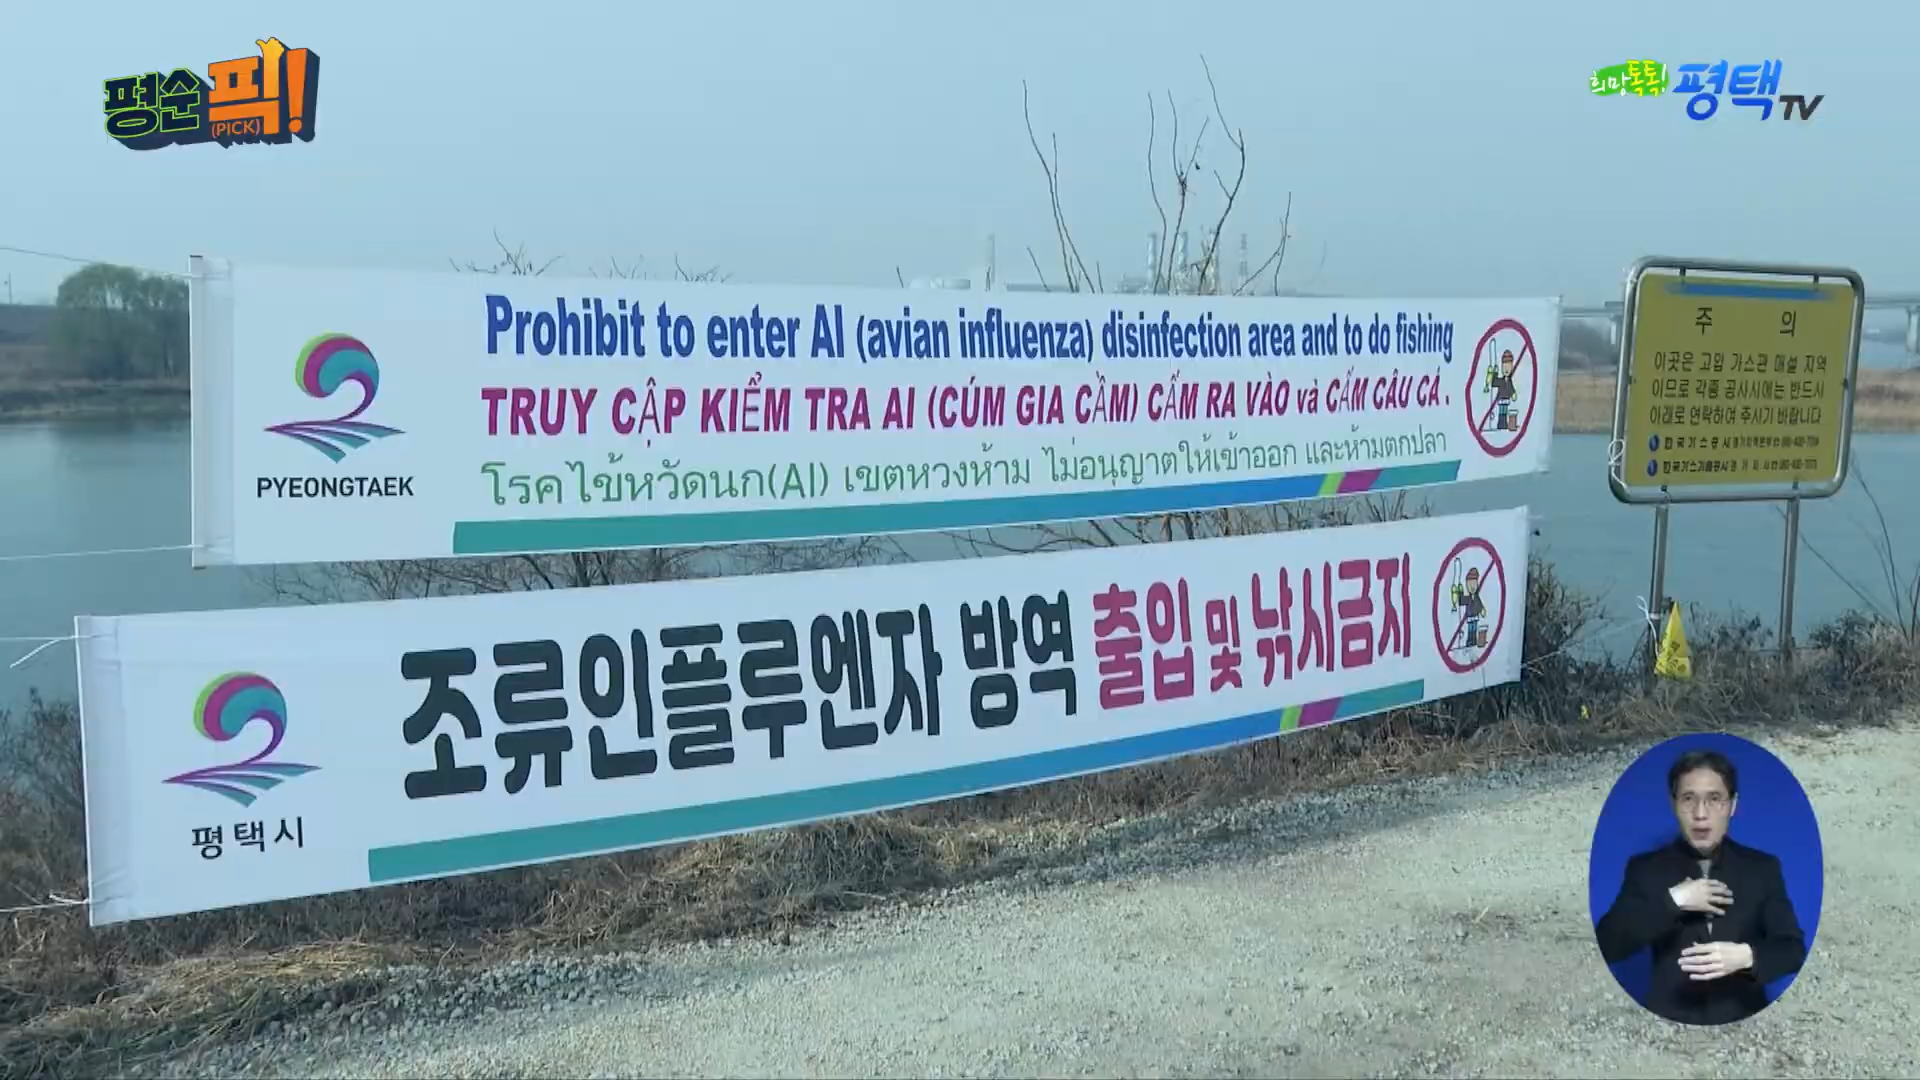 평순픽!
(PICK)
희망톡톡!
평택TV
Prohibit to enter AI (avian influenza) disinfection area and to do fishing
TRUY CẬP KIỂM TRA AI (CÚM GIA CẦM) CẤM RA VÀO và CẤM CÂU CÁ .
โรคไข้หวัดนก(AI) เขตหวงห้าม ไม่อนุญาตให้เข้าออก และห้ามตกปลา
PYEONGTAEK
조류인플루엔자 방역 출입 및 낚시금지
평택시
주 의
이곳은 고압 가스관 매설 지역
이므로 각종 공사시에는 반드시
아래로 연락하여 주시기 바랍니다
한국가스공사